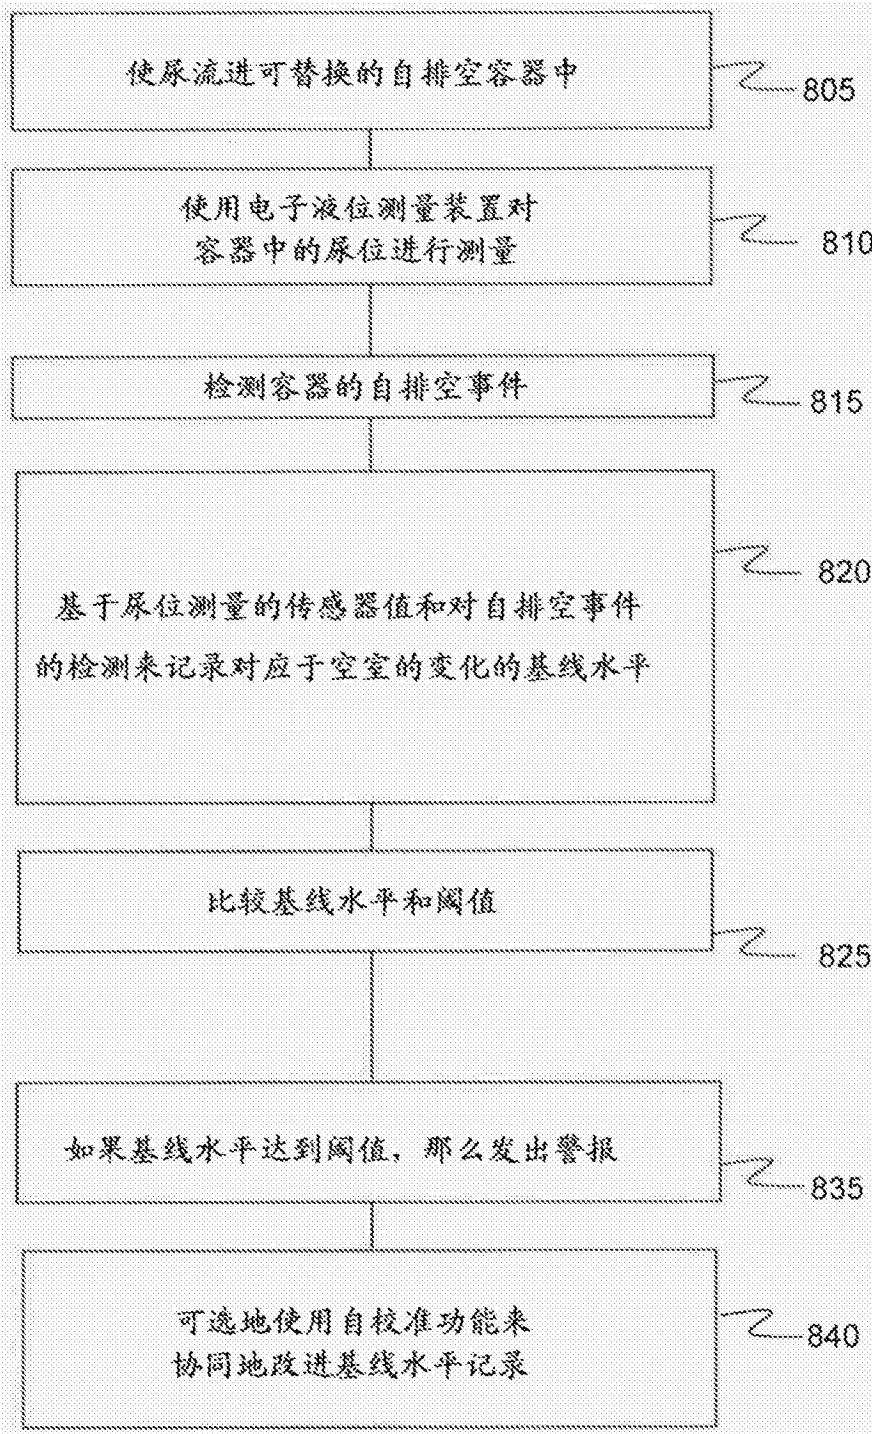 使尿流进可替换的自排空容器中
805
使用电子液位测量装置对
容器中的尿位进行测量
810
检测容器的自排空事件
815
基于尿位测量的传感器值和对自排空事件
的检测来记录对应于空室的变化的基线水平
820
比较基线水平和阈值
825
如果基线水平达到阈值，那么发出警报
835
可选地使用自校准功能来
协同地改进基线水平记录
840